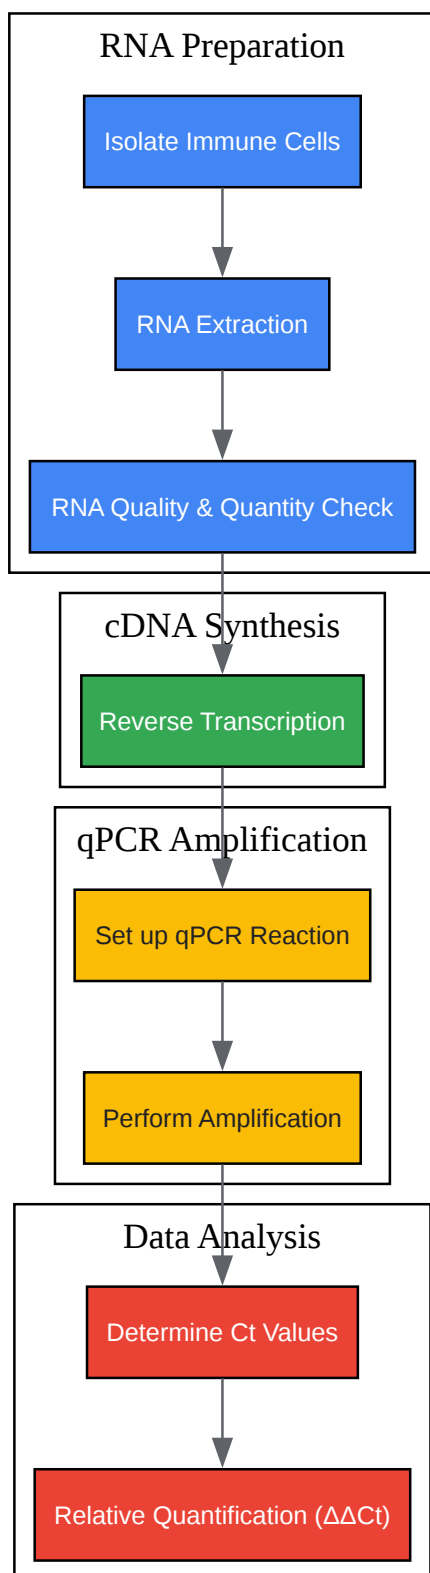 RNA Preparation
Isolate Immune Cells
RNA Extraction
RNA Quality & Quantity Check
cDNA Synthesis
Reverse Transcription
qPCR Amplification
Set up qPCR Reaction
Perform Amplification
Data Analysis
Determine Ct Values
Relative Quantification (ΔΔCt)